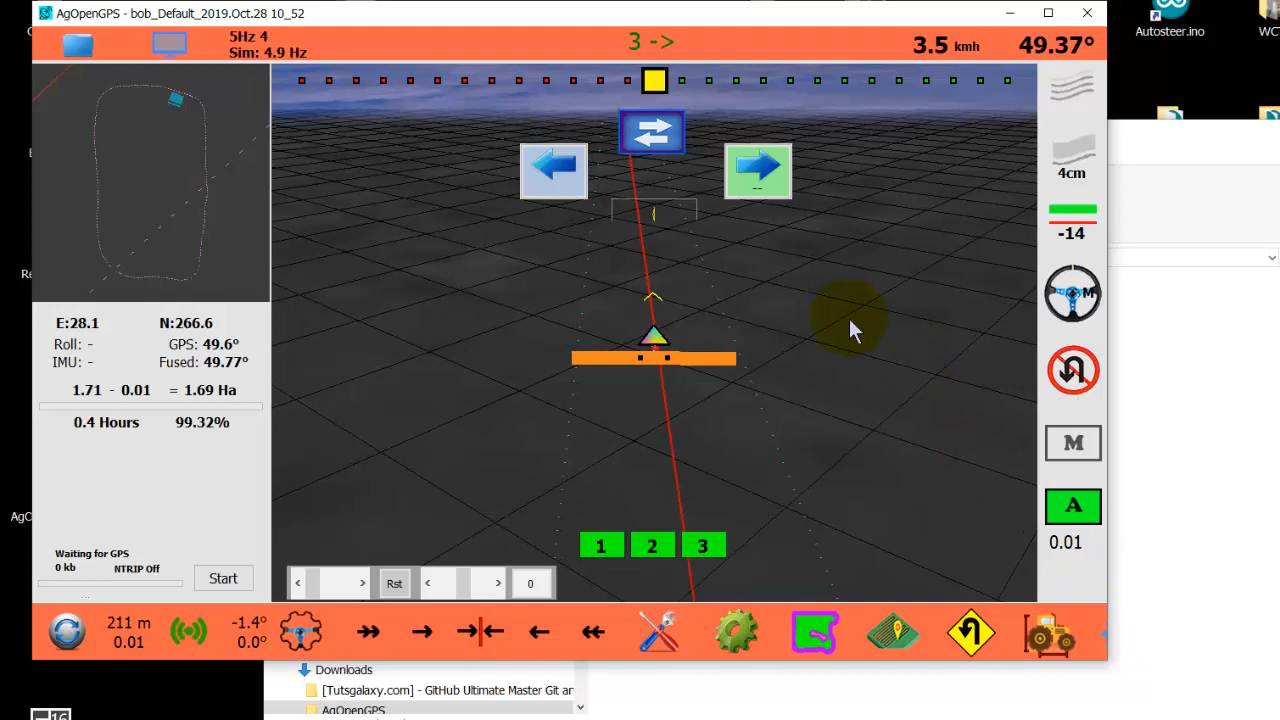 AgOpenGPS - bob_Default_2019.Oct.28 10_52
Autosteer.ino
WCT
5Hz 4
Sim: 4.9 Hz
3 ->
3.5 kmh
49.37°
--
4cm
-14
M
E:28.1 N:266.6
Roll: - GPS: 49.6°
IMU: - Fused: 49.77°
1.71 - 0.01 = 1.69 Ha
0.4 Hours 99.32%
M
A
0.01
1 2 3
Waiting for GPS
0 kb NTRIP Off
Start
...
< > Rst < > 0
211 m
0.01
-1.4°
0.0°
Downloads
[Tutsgalaxy.com] - GitHub Ultimate Master Git an
AgOpenGPS
16